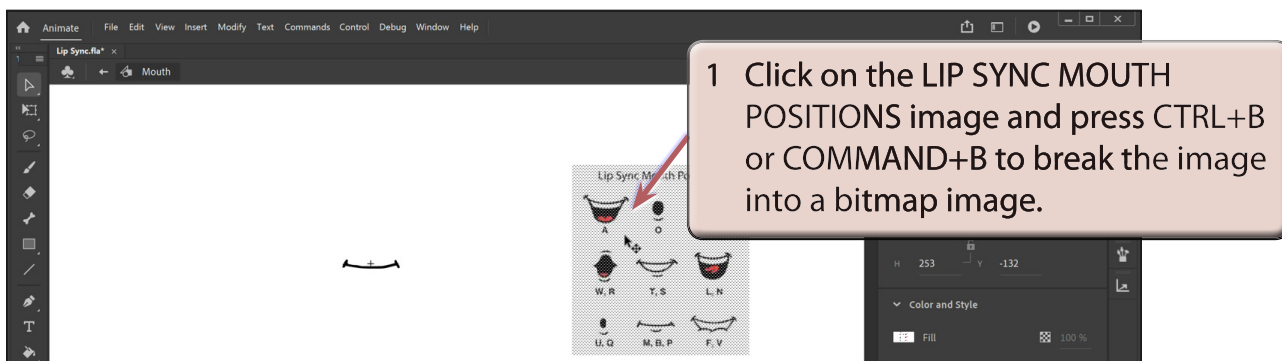 Animate File Edit View Insert Modify Text Commands Control Debug Window Help
Lip Sync.fla* ×
Mouth
1 Click on the LIP SYNC MOUTH
POSITIONS image and press CTRL+B
or COMMAND+B to break the image
into a bitmap image.
Lip Sync Mouth Po
A O
W, R T, S L, N
U, Q M, B, P F, V
H 253 Y -132
Color and Style
Fill 100 %